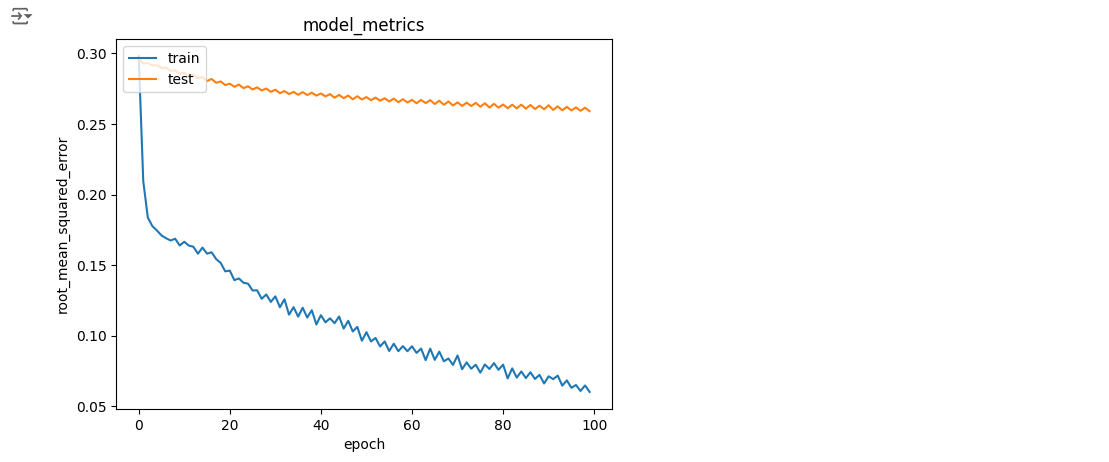 model_metrics
train
test
root_mean_squared_error
0.30
0.25
0.20
0.15
0.10
0.05
0 20 40 60 80 100
epoch